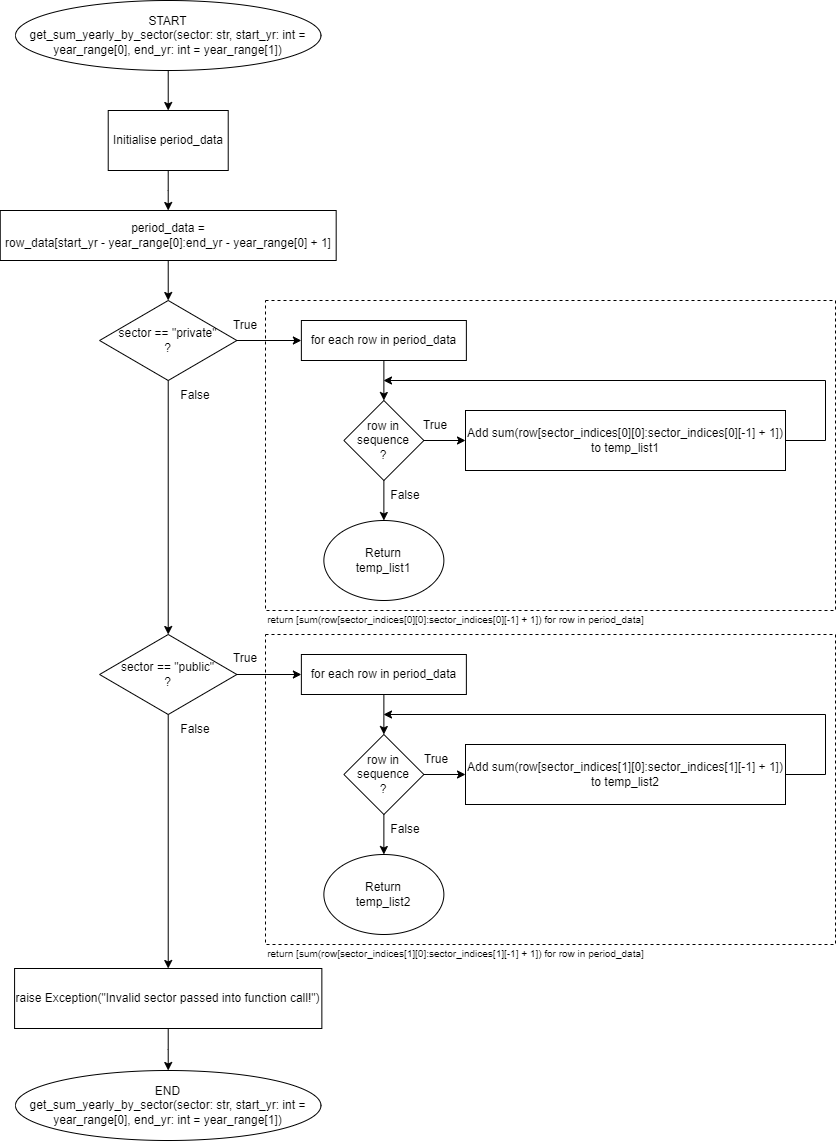 START
get_sum_yearly_by_sector(sector: str, start_yr: int =
year_range[0], end_yr: int = year_range[1])
Initialise period_data
period_data =
row_data[start_yr - year_range[0]:end_yr - year_range[0] + 1]
sector == "private"
?
True
False
for each row in period_data
row in
sequence
?
True
Add sum(row[sector_indices[0][0]:sector_indices[0][-1] + 1])
to temp_list1
False
Return
temp_list1
return [sum(row[sector_indices[0][0]:sector_indices[0][-1] + 1]) for row in period_data]
sector == "public"
?
True
False
for each row in period_data
row in
sequence
?
True
Add sum(row[sector_indices[1][0]:sector_indices[1][-1] + 1])
to temp_list2
False
Return
temp_list2
return [sum(row[sector_indices[1][0]:sector_indices[1][-1] + 1]) for row in period_data]
raise Exception("Invalid sector passed into function call!")
END
get_sum_yearly_by_sector(sector: str, start_yr: int =
year_range[0], end_yr: int = year_range[1])